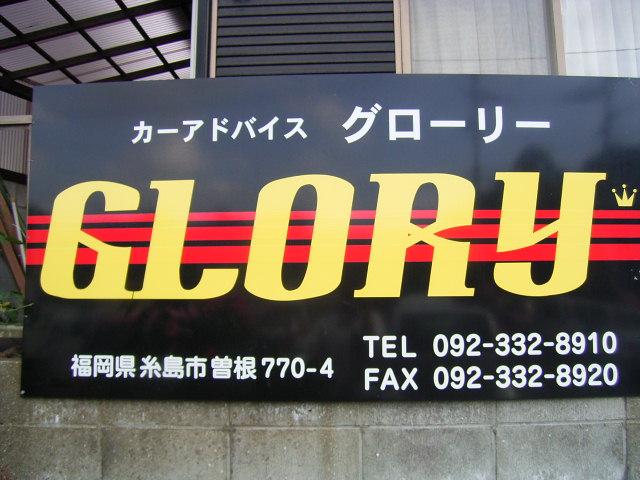 カーアドバイス グローリー
GLORY
福岡県糸島市曽根770-4
TEL 092-332-8910
FAX 092-332-8920